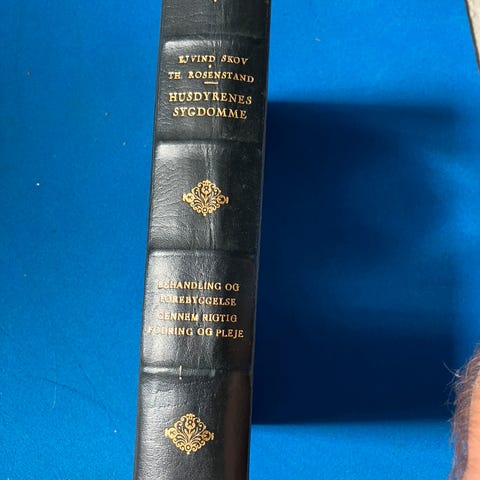 EJVIND SKOV
TH. ROSENSTAND
HUSDYRENES
SYGDOMME
BEHANDLING OG
FOREBYGGELSE
GENNEM RIGTIG
FODRING OG PLEJE